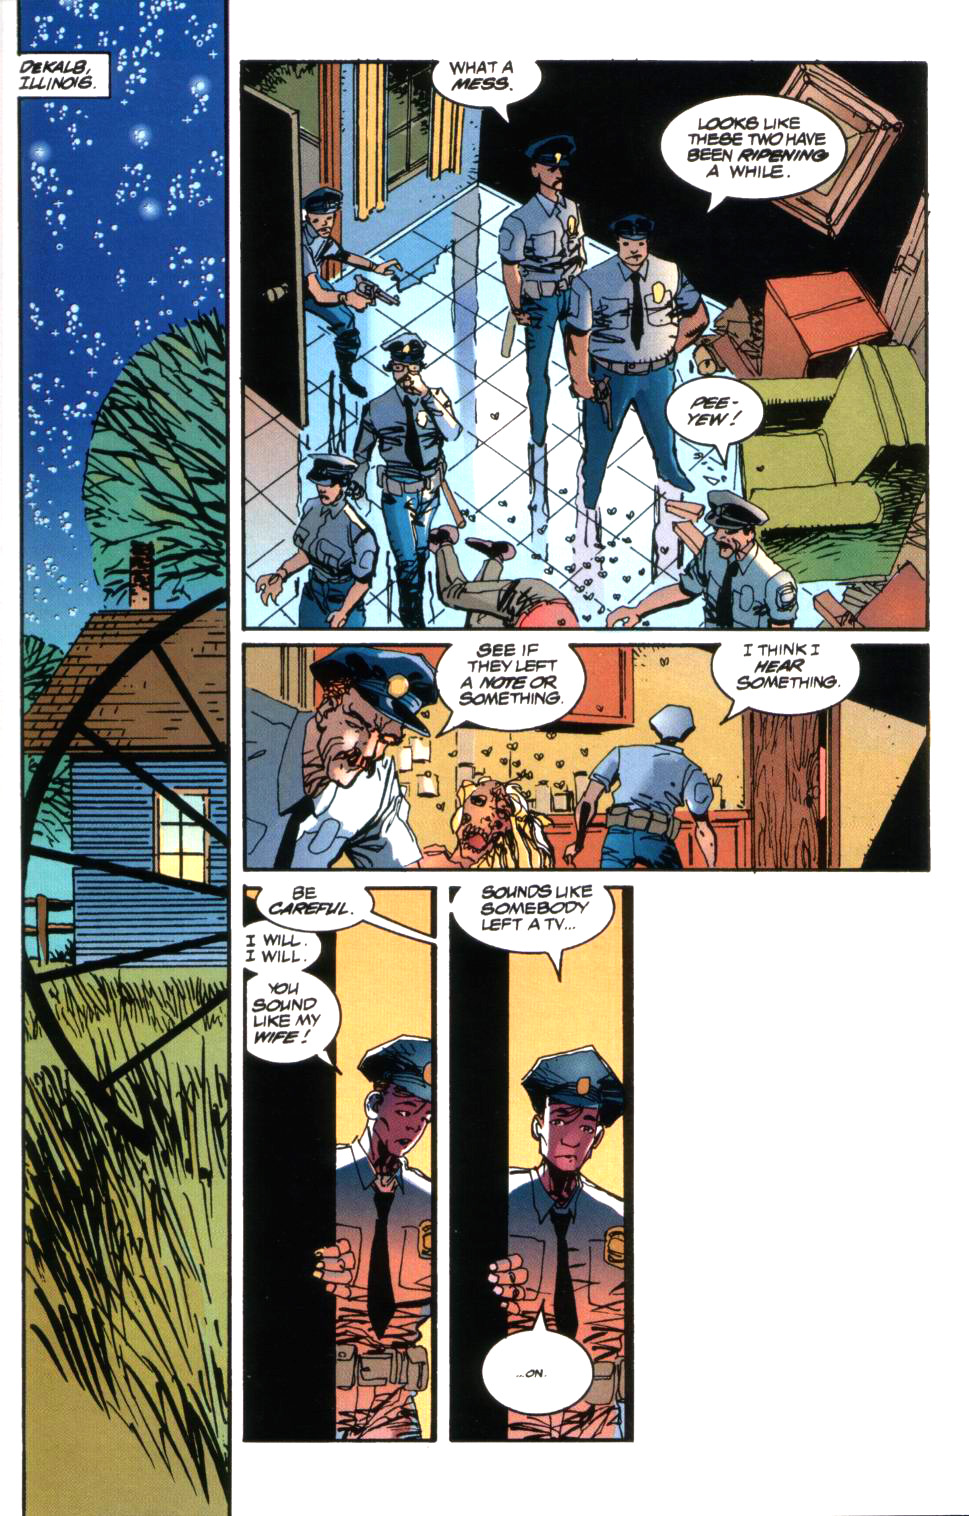 DeKALB,
ILLINOIS.
WHAT A
MESS.
LOOKS LIKE
THESE TWO HAVE
BEEN RIPENING
A WHILE.
PEE-
YEW!
SEE IF
THEY LEFT
A NOTE OR
SOMETHING.
I THINK I
HEAR
SOMETHING.
BE
CAREFUL.
I WILL.
I WILL.
YOU
SOUND
LIKE MY
WIFE!
SOUNDS LIKE
SOMEBODY
LEFT A TV...
...ON.